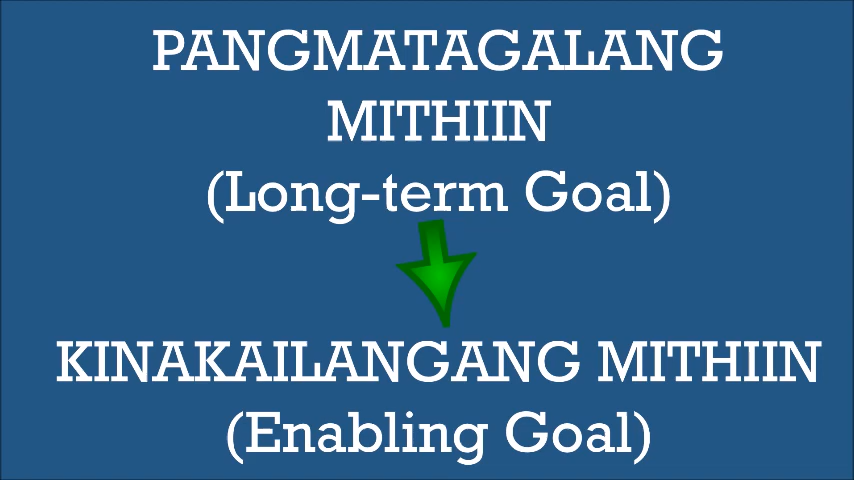 PANGMATAGALANG
MITHIIN
(Long-term Goal)
KINAKAILANGANG MITHIIN
(Enabling Goal)